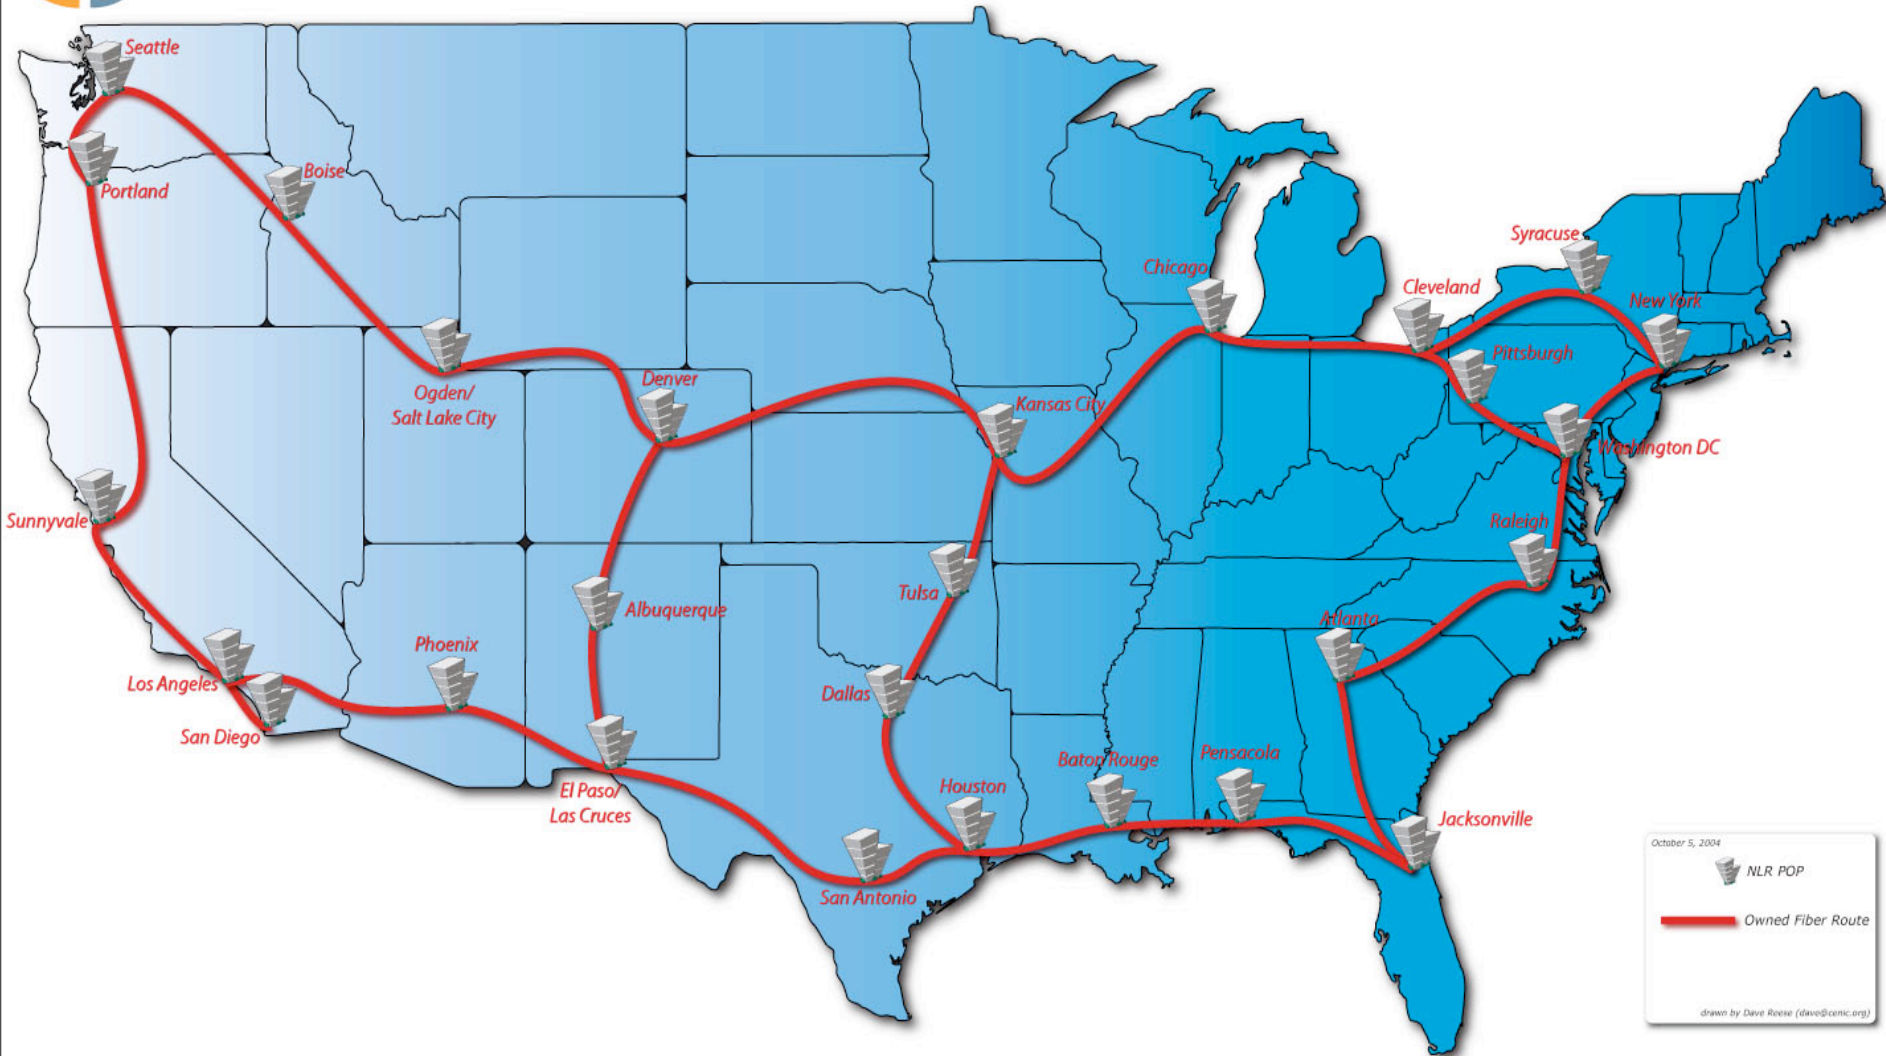 Seattle
Portland
Boise
Syracuse
Chicago
Cleveland
New York
Pittsburgh
Ogden/
Salt Lake City
Denver
Kansas City
Washington DC
Sunnyvale
Raleigh
Tulsa
Albuquerque
Atlanta
Phoenix
Los Angeles
Dallas
San Diego
Baton Rouge
Pensacola
Houston
El Paso/
Las Cruces
Jacksonville
San Antonio
October 5, 2004
NLR POP
Owned Fiber Route
drawn by Dave Reese (dave@cenic.org)